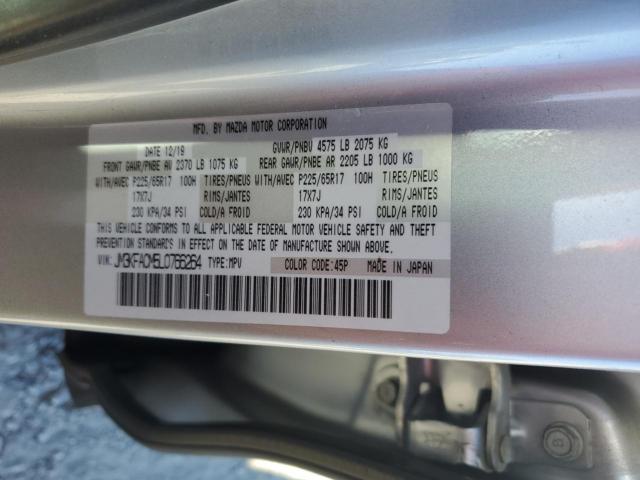 MFD. BY MAZDA MOTOR CORPORATION
DATE 12/19 GVWR/PNBV 4575 LB 2075 KG
FRONT GAWR/PNBE AV 2370 LB 1075 KG REAR GAWR/PNBE AR 2205 LB 1000 KG
WITH/AVEC P225/65R17 100H TIRES/PNEUS WITH/AVEC P225/65R17 100H TIRES/PNEUS
17X7J RIMS/JANTES 17X7J RIMS/JANTES
230 KPA/34 PSI COLD/A FROID 230 KPA/34 PSI COLD/A FROID
THIS VEHICLE CONFORMS TO ALL APPLICABLE FEDERAL MOTOR VEHICLE SAFETY AND THEFT
PREVENTION STANDARDS IN EFFECT ON THE DATE OF MANUFACTURE SHOWN ABOVE.
VIN: JM3KFACM5L0766264 TYPE: MPV COLOR CODE: 45P MADE IN JAPAN